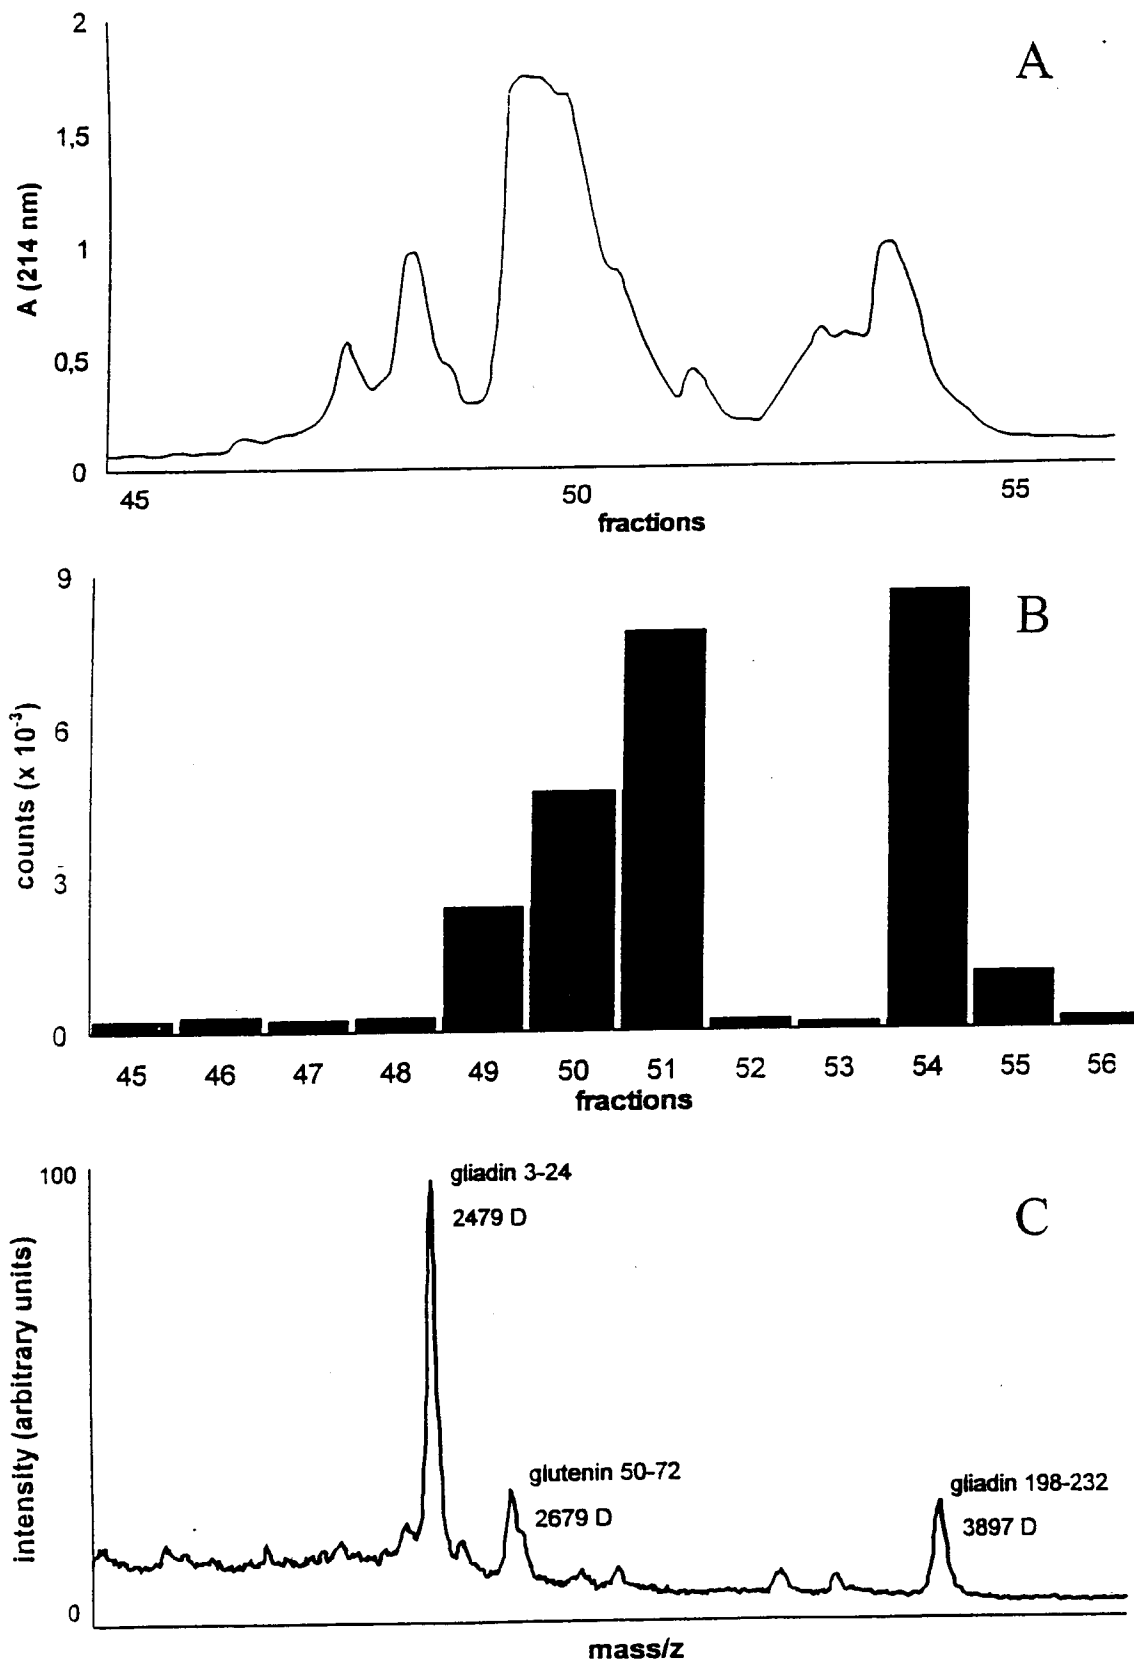 2
A
1,5
A (214 nm)
1
0,5
0
45
50
55
fractions
9
B
6
counts (x 10⁻³)
3
0
45 46 47 48 49 50 51 52 53 54 55 56
fractions
100
gliadin 3-24
2479 D
C
intensity (arbitrary units)
glutenin 50-72
2679 D
gliadin 198-232
3897 D
0
mass/z